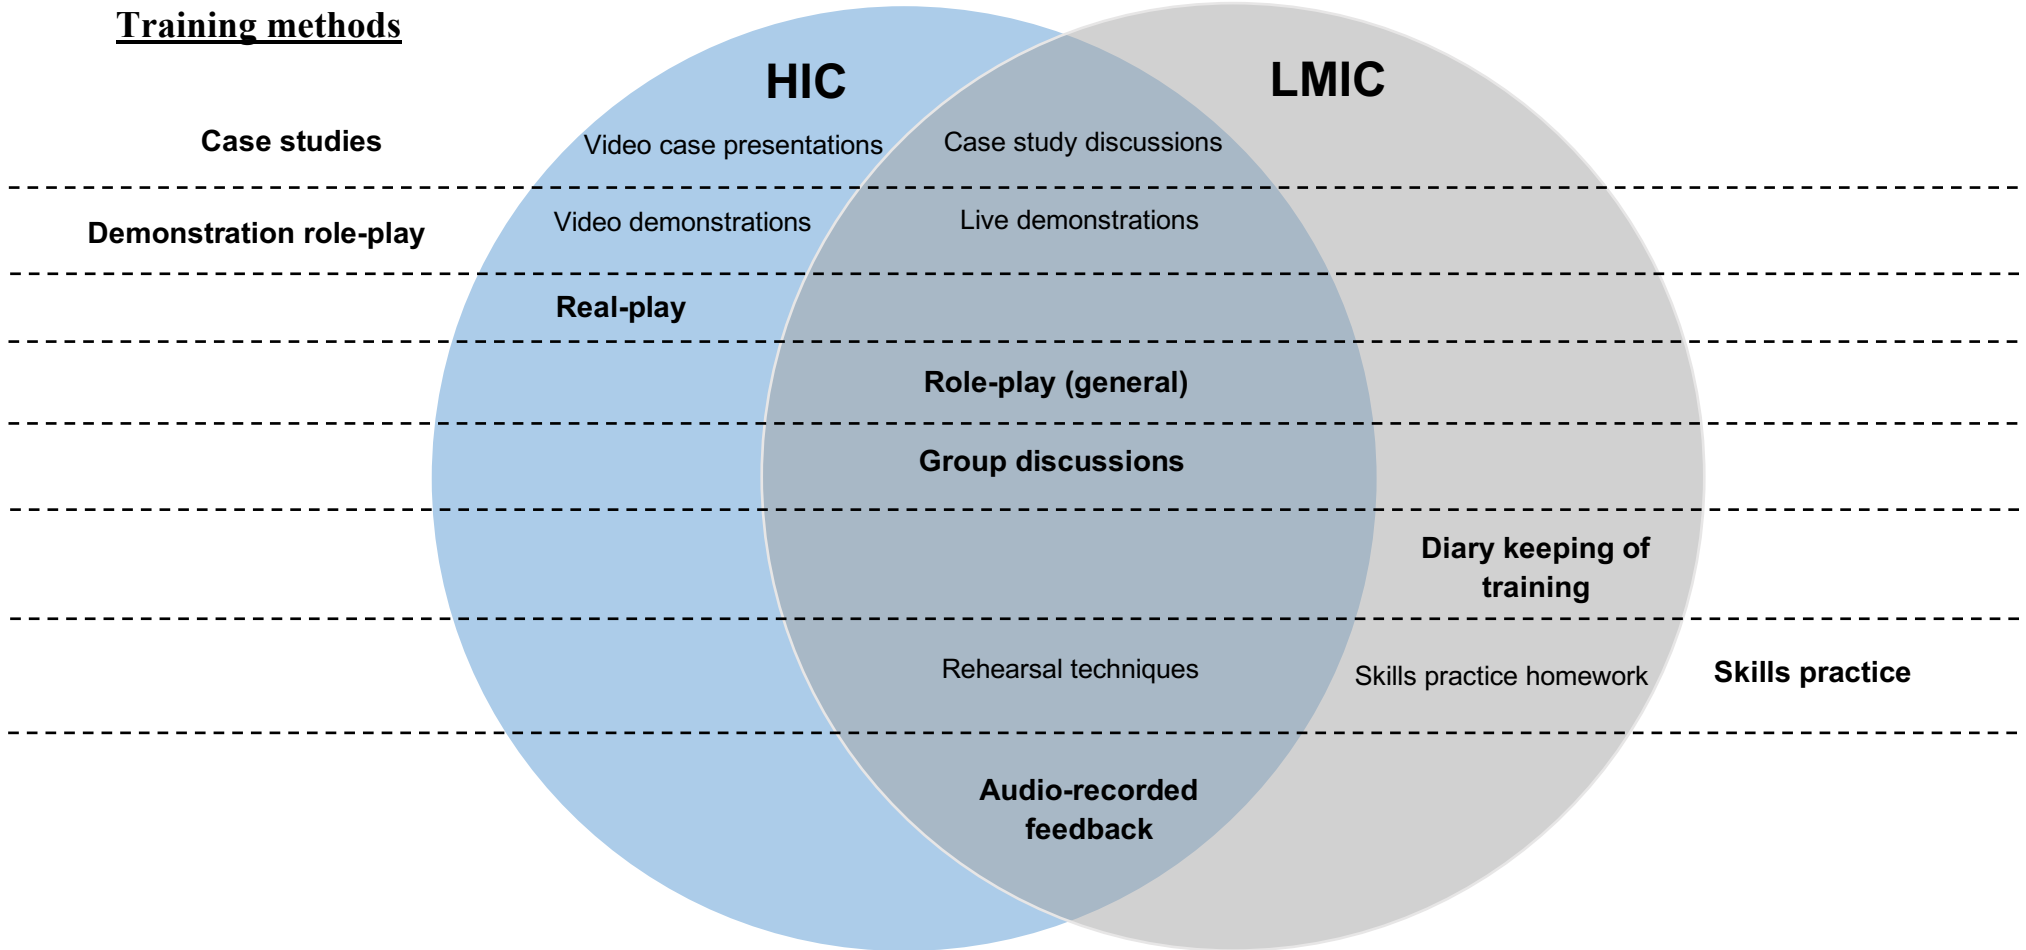 Training methods
HIC
LMIC
Case studies
Video case presentations
Case study discussions
Demonstration role-play
Video demonstrations
Live demonstrations
Real-play
Role-play (general)
Group discussions
Diary keeping of
training
Rehearsal techniques
Skills practice homework
Skills practice
Audio-recorded
feedback